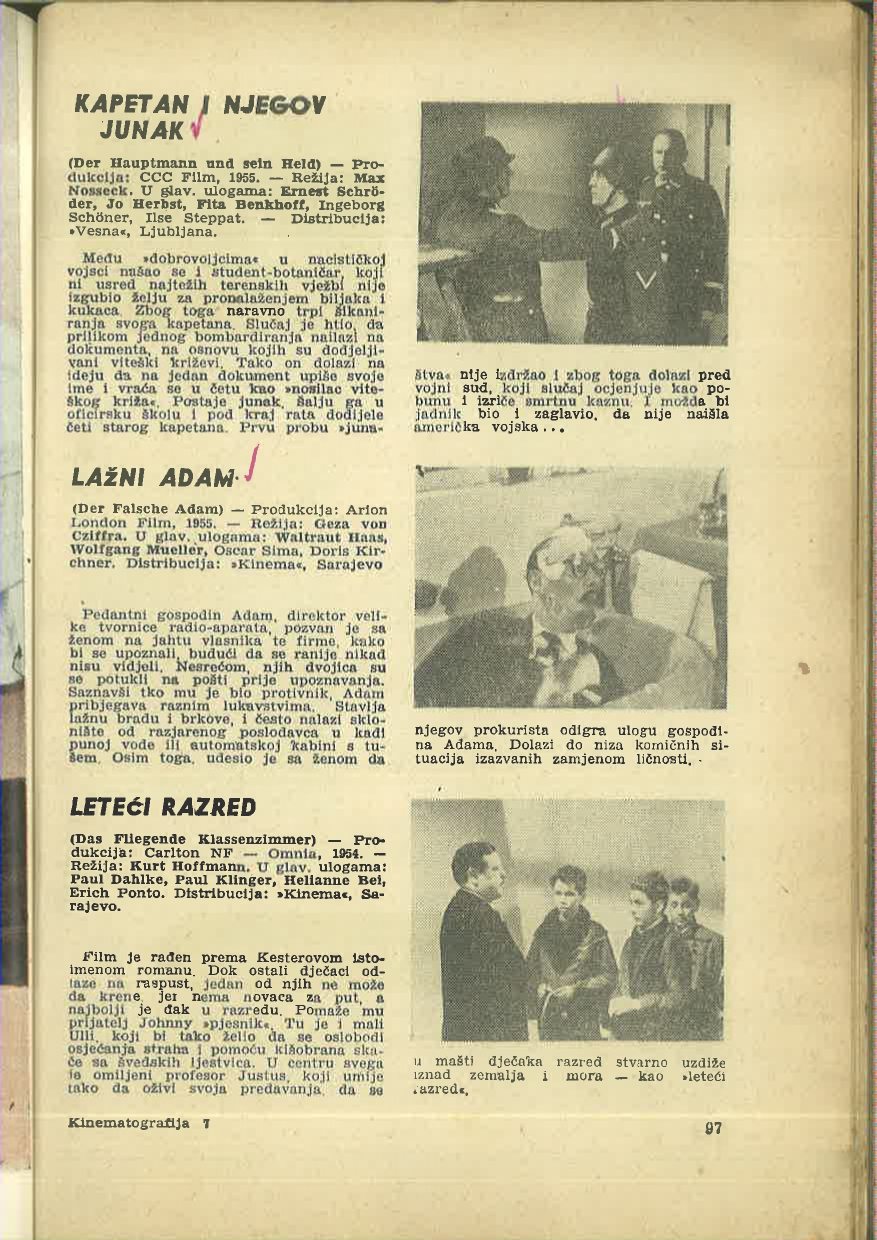 KAPETAN I NJEGOV
JUNAK
(Der Hauptmann und sein Held) — Pro-
dukcija: CCC Film, 1955. — Režija: Max
Nosseck. U glav. ulogama: Ernest Schrö-
der, Jo Herbst, Fita Benkhoff, Ingeborg
Schöner, Ilse Steppat. — Distribucija:
»Vesna«, Ljubljana.
Među »dobrovoljcima« u nacističkoj
vojsci našao se i student-botaničar, koji
ni usred najtežih terenskih vježbi nije
izgubio želju za pronalaženjem biljaka i
kukaca. Zbog toga naravno trpi šikani-
ranja svoga kapetana. Slučaj je htio, da
prilikom jednog bombardiranja nailazi na
dokumenta, na osnovu kojih su dodjelji-
vani viteški križevi. Tako on dolazi na
ideju da na jedan dokument upiše svoje
ime i vraća se u četu kao »nosilac vite-
škog križa«. Postaje junak, šalju ga u
oficirsku školu i pod kraj rata dodijele
četi starog kapetana. Prvu probu »juna-
štva« nije izdržao i zbog toga dolazi pred
vojni sud, koji slučaj ocjenjuje kao po-
bunu i izriče smrtnu kaznu. I možda bi
jadnik bio i zaglavio, da nije naišla
američka vojska...
LAŽNI ADAM
(Der Falsche Adam) — Produkcija: Arion
London Film, 1955. — Režija: Geza von
Cziffra. U glav. ulogama: Waltraut Haas,
Wolfgang Mueller, Oscar Sima, Doris Kir-
chner. Distribucija: »Kinema«, Sarajevo
Pedantni gospodin Adam, direktor veli-
ke tvornice radio-aparata, pozvan je sa
ženom na jahtu vlasnika te firme, kako
bi se upoznali, budući da se ranije nikad
nisu vidjeli. Nesrećom, njih dvojica su
se potukli na pošti prije upoznavanja.
Saznavši tko mu je bio protivnik, Adam
pribjegava raznim lukavstvima. Stavlja
lažnu bradu i brkove, i često nalazi sklo-
nište od razjarenog poslodavca u kadi
punoj vode ili automatskoj kabini s tu-
šem. Osim toga, udesio je sa ženom da
njegov prokurista odigra ulogu gospodi-
na Adama. Dolazi do niza komičnih si-
tuacija izazvanih zamjenom ličnosti.
LETEĆI RAZRED
(Das Fliegende Klassenzimmer) — Pro-
dukcija: Carlton NF — Omnia, 1954. —
Režija: Kurt Hoffmann. U glav. ulogama:
Paul Dahlke, Paul Klinger, Helianne Bei,
Erich Ponto. Distribucija: »Kinema«, Sa-
rajevo.
Film je rađen prema Kesterovom isto-
imenom romanu. Dok ostali dječaci od-
laze na raspust, jedan od njih ne može
da krene, jer nema novaca za put, a
najbolji je đak u razredu. Pomaže mu
prijatelj Johnny »pjesnik«. Tu je i mali
Ulli, koji bi tako želio da se oslobodi
osjećanja straha i pomoću kišobrana ska-
če sa švedskih ljestvica. U centru svega
je omiljeni profesor Justus, koji umije
tako da oživi svoja predavanja, da se
u mašti dječaka razred stvarno uzdiže
iznad zemalja i mora — kao »leteći
razred«.
Kinematografija 7
97